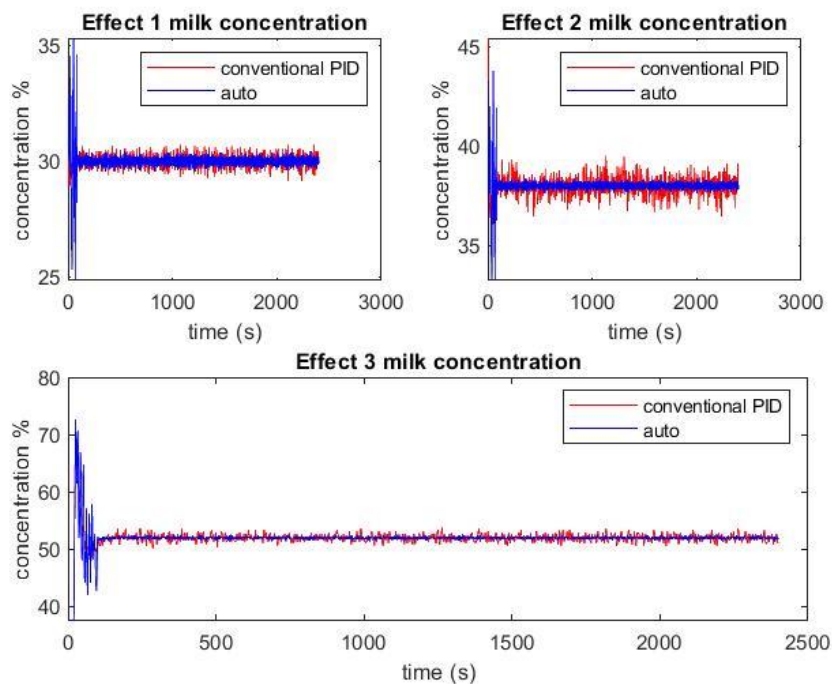 Effect 1 milk concentration
35
30
25
concentration %
conventional PID
auto
0
1000
2000
3000
time (s)
Effect 2 milk concentration
45
40
35
concentration %
conventional PID
auto
0
1000
2000
3000
time (s)
Effect 3 milk concentration
80
70
60
50
40
concentration %
conventional PID
auto
0
500
1000
1500
2000
2500
time (s)